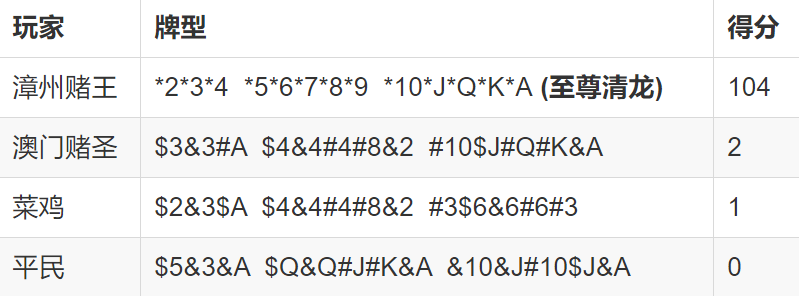 玩家 牌型 得分
漳州赌王 *2*3*4 *5*6*7*8*9 *10*J*Q*K*A (至尊清龙) 104
澳门赌圣 $3&3#A $4&4#4#8&2 #10$J#Q#K&A 2
菜鸡 $2&3$A $4&4#4#8&2 #3$6&6#6#3 1
平民 $5&3&A $Q&Q#J#K&A &10&J#10$J&A 0